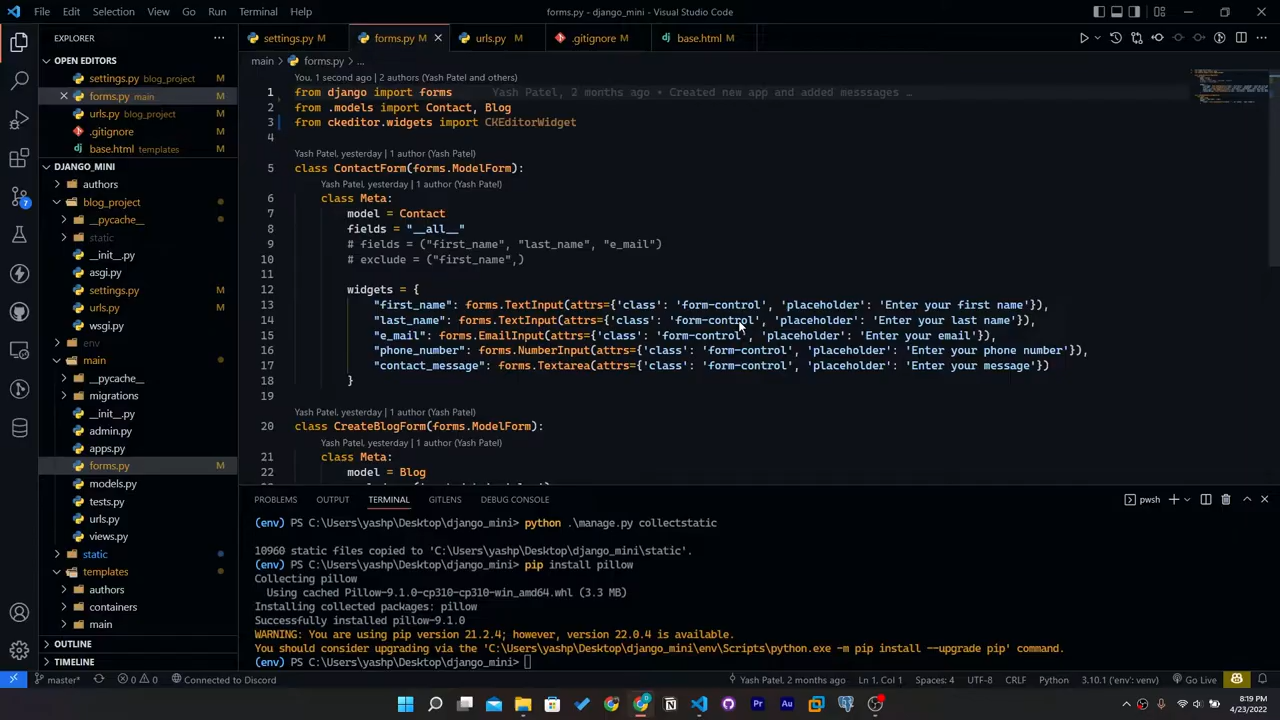 File Edit Selection View Go Run Terminal Help forms.py - django_mini - Visual Studio Code
EXPLORER ···
settings.py M
forms.py M
urls.py M
.gitignore M
base.html M
main > forms.py > ...
OPEN EDITORS
settings.py blog_project M
forms.py main M
urls.py blog_project M
.gitignore M
base.html templates M
DJANGO_MINI
authors
blog_project
__pycache__
static
__init__.py
asgi.py
settings.py M
urls.py M
wsgi.py
env
main
__pycache__
migrations
__init__.py
admin.py
apps.py
forms.py M
models.py
tests.py
urls.py
views.py
static
templates
authors
containers
main
OUTLINE
TIMELINE
You, 1 second ago | 2 authors (Yash Patel and others)
1 from django import forms Yash Patel, 2 months ago • Created new app and added messages …
2 from .models import Contact, Blog
3 from ckeditor.widgets import CKEditorWidget
4
Yash Patel, yesterday | 1 author (Yash Patel)
5 class ContactForm(forms.ModelForm):
Yash Patel, yesterday | 1 author (Yash Patel)
6 class Meta:
7 model = Contact
8 fields = "__all__"
9 # fields = ("first_name", "last_name", "e_mail")
10 # exclude = ("first_name",)
11
12 widgets = {
13 "first_name": forms.TextInput(attrs={'class': 'form-control', 'placeholder': 'Enter your first name'}),
14 "last_name": forms.TextInput(attrs={'class': 'form-control', 'placeholder': 'Enter your last name'}),
15 "e_mail": forms.EmailInput(attrs={'class': 'form-control', 'placeholder': 'Enter your email'}),
16 "phone_number": forms.NumberInput(attrs={'class': 'form-control', 'placeholder': 'Enter your phone number'}),
17 "contact_message": forms.Textarea(attrs={'class': 'form-control', 'placeholder': 'Enter your message'})
18 }
19
Yash Patel, yesterday | 1 author (Yash Patel)
20 class CreateBlogForm(forms.ModelForm):
Yash Patel, yesterday | 1 author (Yash Patel)
21 class Meta:
22 model = Blog
PROBLEMS OUTPUT TERMINAL GITLENS DEBUG CONSOLE pwsh
(env) PS C:\Users\yashp\Desktop\django_mini> python .\manage.py collectstatic
10960 static files copied to 'C:\Users\yashp\Desktop\django_mini\static'.
(env) PS C:\Users\yashp\Desktop\django_mini> pip install pillow
Collecting pillow
Using cached Pillow-9.1.0-cp310-cp310-win_amd64.whl (3.3 MB)
Installing collected packages: pillow
Successfully installed pillow-9.1.0
WARNING: You are using pip version 21.2.4; however, version 22.0.4 is available.
You should consider upgrading via the 'C:\Users\yashp\Desktop\django_mini\env\Scripts\python.exe -m pip install --upgrade pip' command.
(env) PS C:\Users\yashp\Desktop\django_mini>
7
master* 0 0 Connected to Discord Yash Patel, 2 months ago Ln 1, Col 1 Spaces: 4 UTF-8 CRLF Python 3.10.1 ('env': venv) Go Live
Pr Au
8:19 PM
4/23/2022